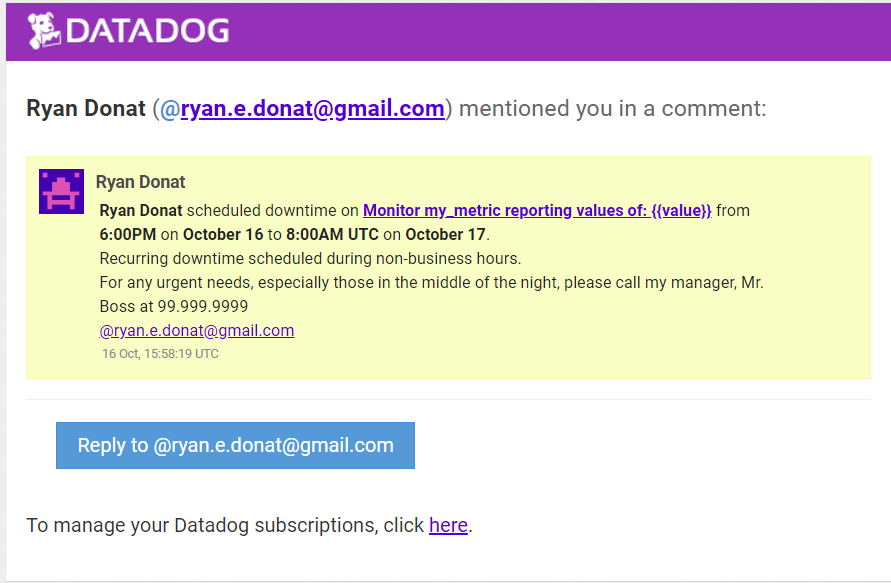 DATADOG
Ryan Donat (@ryan.e.donat@gmail.com) mentioned you in a comment:
Ryan Donat
Ryan Donat scheduled downtime on Monitor my_metric reporting values of: {{value}} from
6:00PM on October 16 to 8:00AM UTC on October 17.
Recurring downtime scheduled during non-business hours.
For any urgent needs, especially those in the middle of the night, please call my manager, Mr.
Boss at 99.999.9999
@ryan.e.donat@gmail.com
16 Oct, 15:58:19 UTC
Reply to @ryan.e.donat@gmail.com
To manage your Datadog subscriptions, click here.